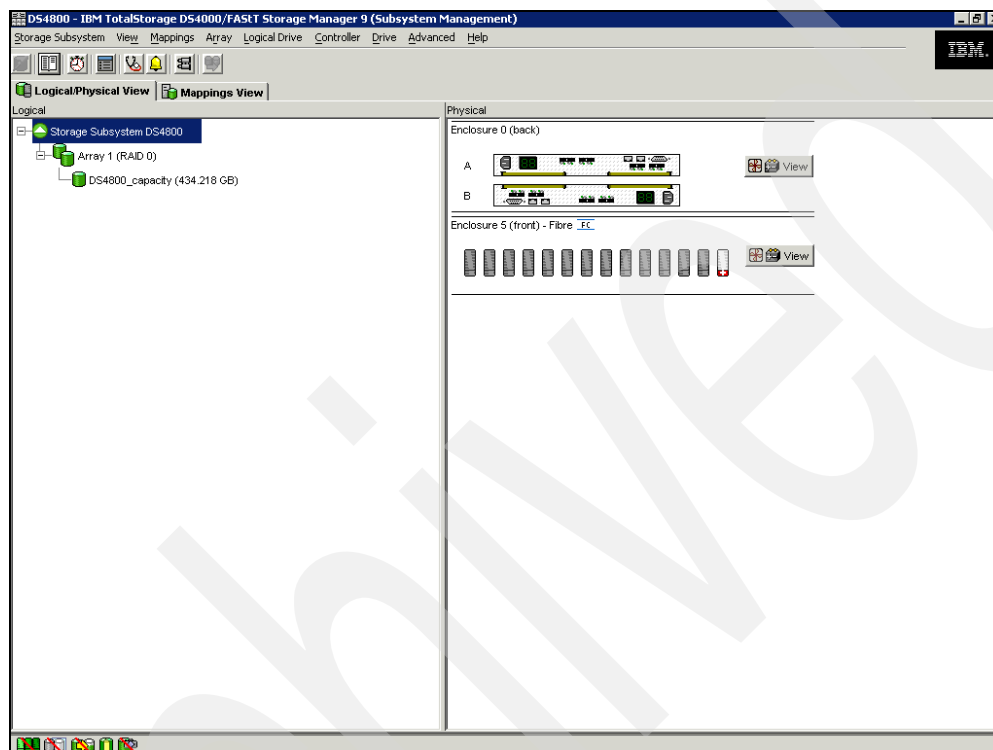 DS4800 - IBM TotalStorage DS4000/FAStT Storage Manager 9 (Subsystem Management)
Storage Subsystem View Mappings Array Logical Drive Controller Drive Advanced Help
IBM.
Logical/Physical View Mappings View
Logical
Physical
Storage Subsystem DS4800
Array 1 (RAID 0)
DS4800_capacity (434.218 GB)
Enclosure 0 (back)
A
View
B
Enclosure 5 (front) - Fibre FC
View